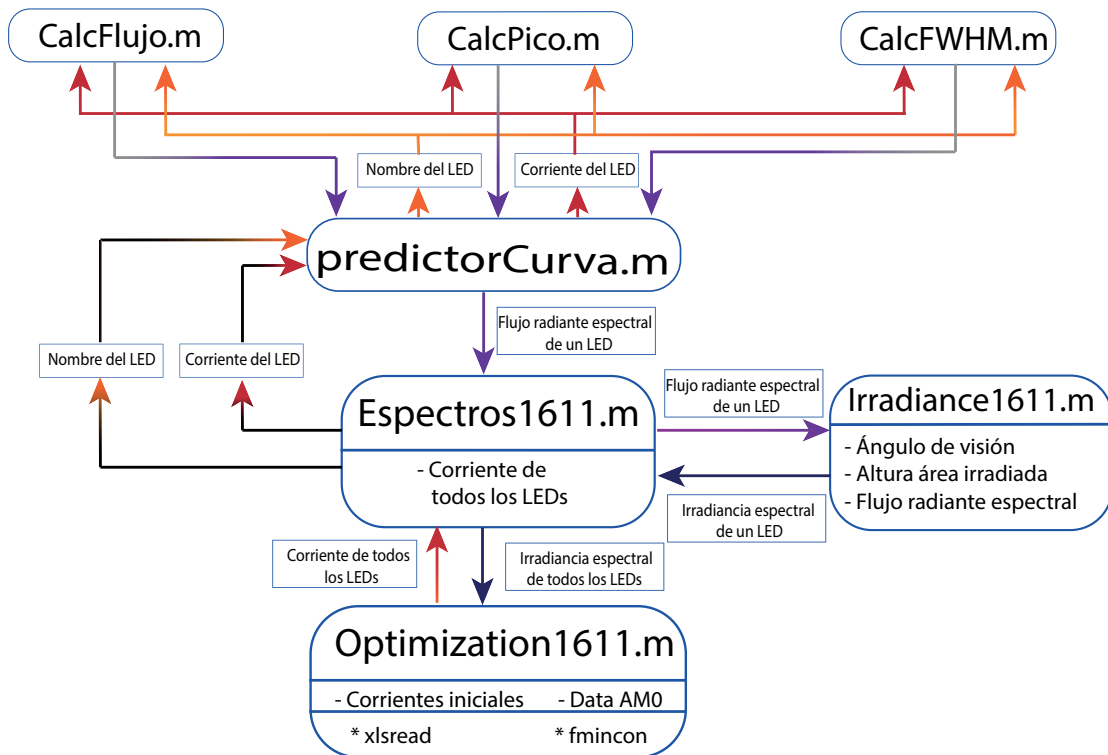 CalcFlujo.m
CalcPico.m
CalcFWHM.m
Nombre del LED
Corriente del LED
predictorCurva.m
Flujo radiante espectral
de un LED
Nombre del LED
Corriente del LED
Espectros1611.m
- Corriente de
todos los LEDs
Flujo radiante espectral
de un LED
Irradiance1611.m
- Ángulo de visión
- Altura área irradiada
- Flujo radiante espectral
Irradiancia espectral
de un LED
Corriente de todos
los LEDs
Irradiancia espectral
de todos los LEDs
Optimization1611.m
- Corrientes iniciales
- Data AM0
* xlsread
* fmincon